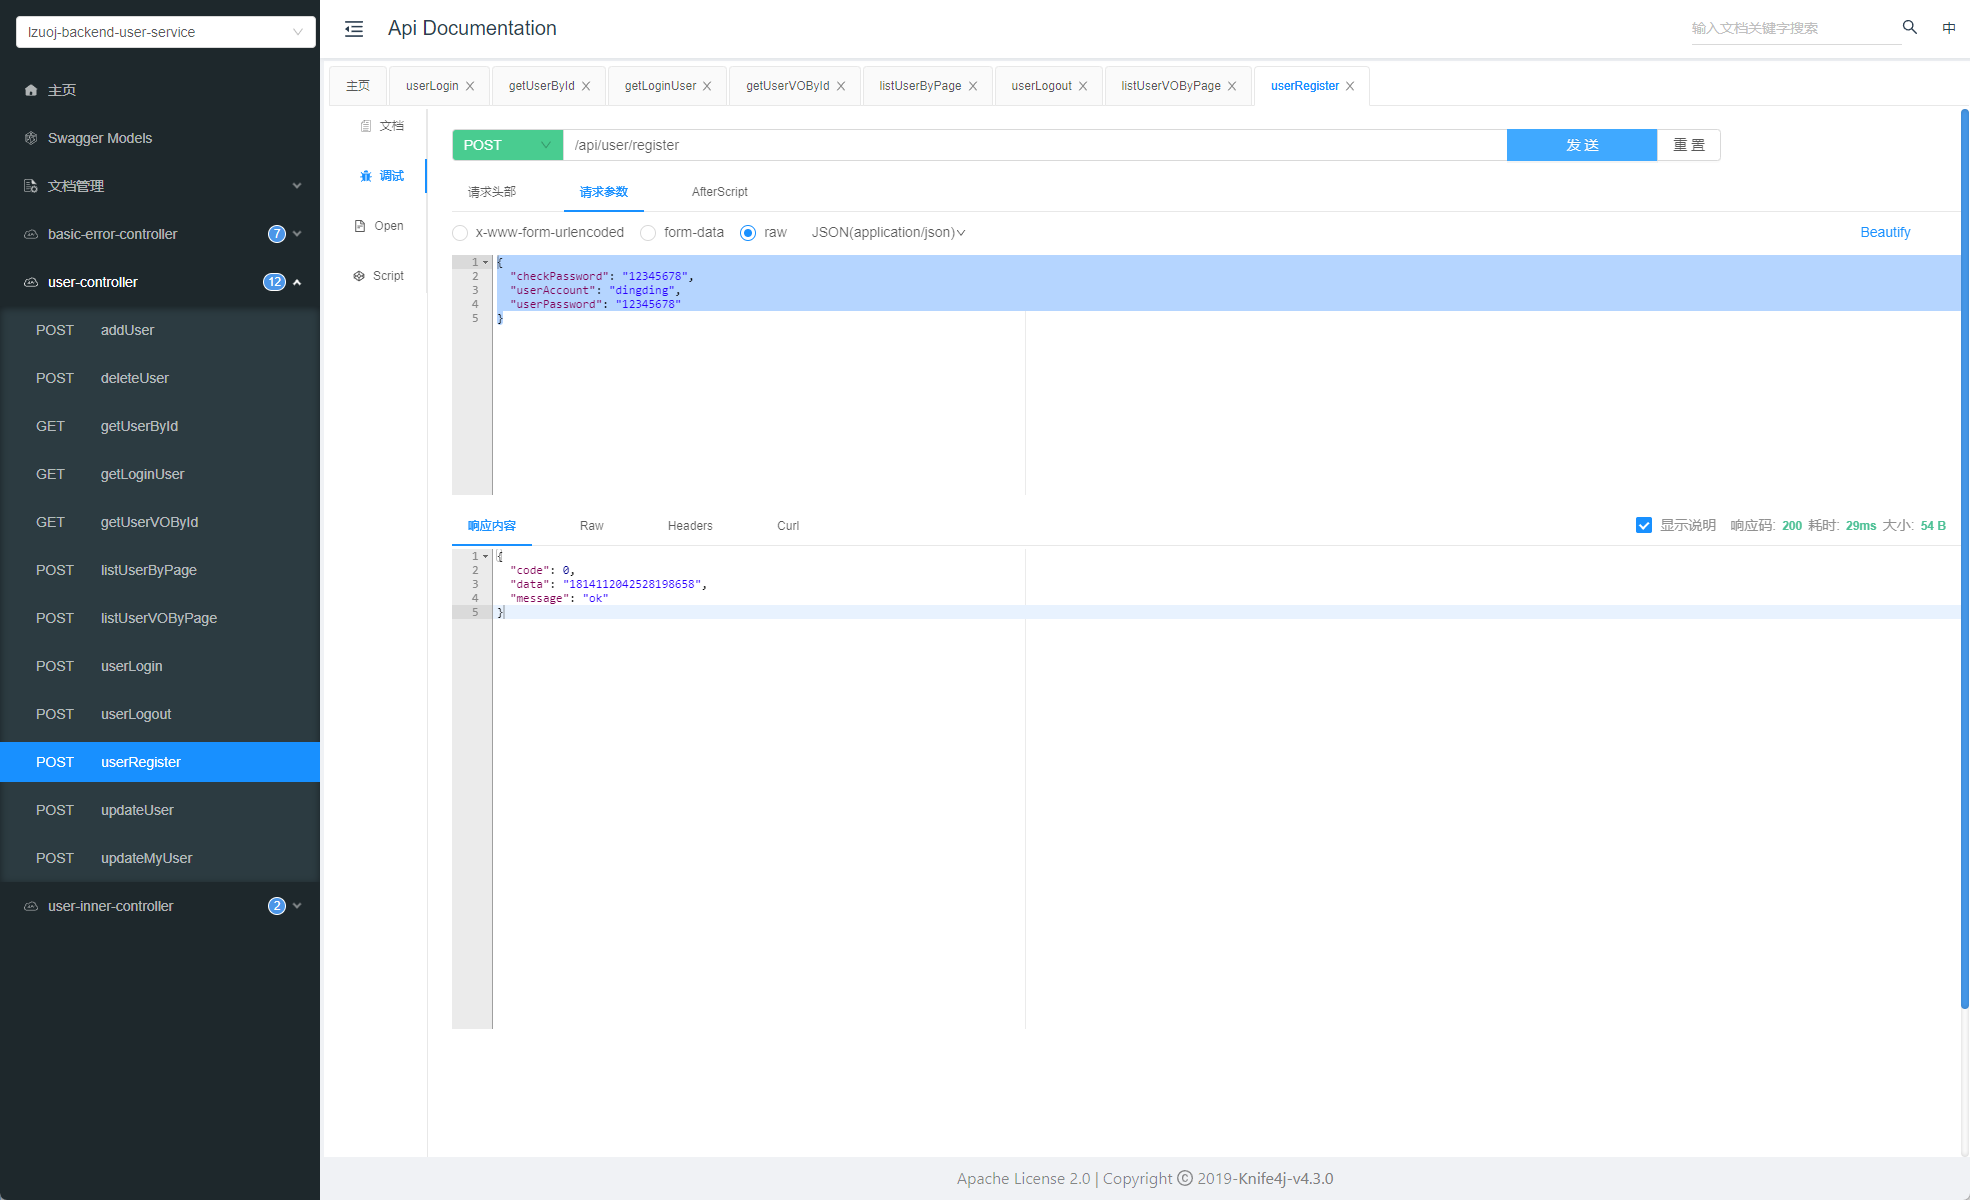 lzuoj-backend-user-service
主页
Swagger Models
文档管理
basic-error-controller 7
user-controller 12
POST addUser
POST deleteUser
GET getUserById
GET getLoginUser
GET getUserVOById
POST listUserByPage
POST listUserVOByPage
POST userLogin
POST userLogout
POST userRegister
POST updateUser
POST updateMyUser
user-inner-controller 2
Api Documentation
输入文档关键字搜索
中
主页 userLogin getUserById getLoginUser getUserVOById listUserByPage userLogout listUserVOByPage userRegister
文档
调试
Open
Script
POST /api/user/register 发 送 重 置
请求头部 请求参数 AfterScript
x-www-form-urlencoded form-data raw JSON(application/json) Beautify
1 {
2 "checkPassword": "12345678",
3 "userAccount": "dingding",
4 "userPassword": "12345678"
5 }
响应内容 Raw Headers Curl 显示说明 响应码: 200 耗时: 29ms 大小: 54 B
1 {
2 "code": 0,
3 "data": "1814112042528198658",
4 "message": "ok"
5 }
Apache License 2.0 | Copyright © 2019-Knife4j-v4.3.0